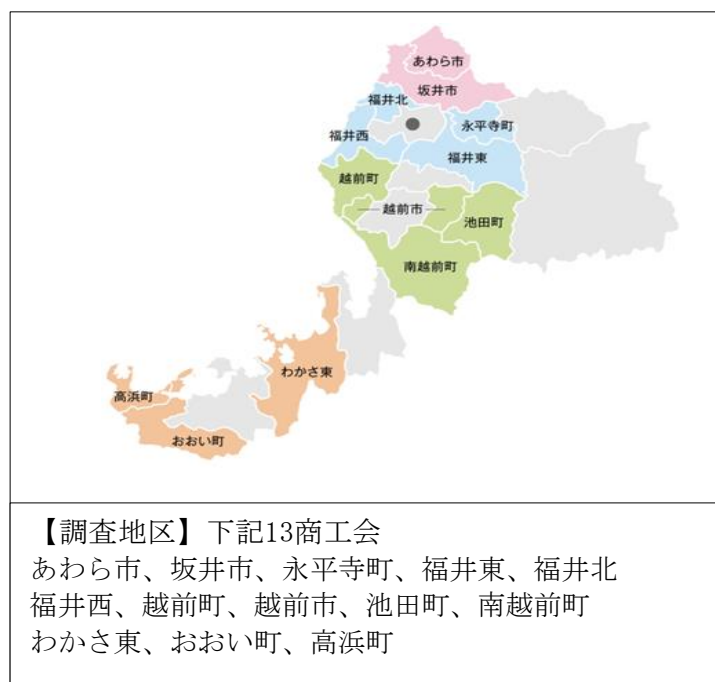 あわら市
坂井市
福井北
永平寺町
福井西
福井東
越前町
越前市
池田町
南越前町
わかさ東
高浜町
おおい町
【調査地区】下記13商工会
あわら市、坂井市、永平寺町、福井東、福井北
福井西、越前町、越前市、池田町、南越前町
わかさ東、おおい町、高浜町